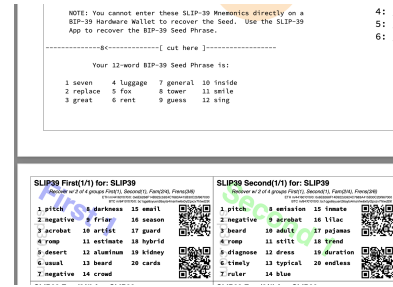 NOTE: You cannot enter these SLIP-39 Mnemonics directly on a
BIP-39 Hardware Wallet to recover the Seed. Use the SLIP-39
App to recover the BIP-39 Seed Phrase.
4:
5:
6:
-------------8<------------[ cut here ]------------------
Your 12-word BIP-39 Seed Phrase is:
1 seven 4 luggage 7 general 10 inside
2 replace 5 fox 8 tower 11 smile
3 great 6 rent 9 guess 12 sing
SLIP39 First(1/1) for: SLIP39
Recover w/ 2 of 4 groups First(1), Second(1), Fam(2/4), Frens(3/6)
1 pitch 8 darkness 15 email
2 negative 9 friar 16 season
3 acrobat 10 artist 17 guard
4 romp 11 estimate 18 hybrid
5 desert 12 aluminum 19 kidney
6 usual 13 beard 20 cards
7 negative 14 crowd
First 1
SLIP39 Second(1/1) for: SLIP39
Recover w/ 2 of 4 groups First(1), Second(1), Fam(2/4), Frens(3/6)
1 pitch 8 emission 15 inmate
2 negative 9 acrobat 16 lilac
3 beard 10 adult 17 pajamas
4 romp 11 stilt 18 trend
5 diagnose 12 dress 19 duration
6 timely 13 typical 20 endless
7 ruler 14 blue
Second 1